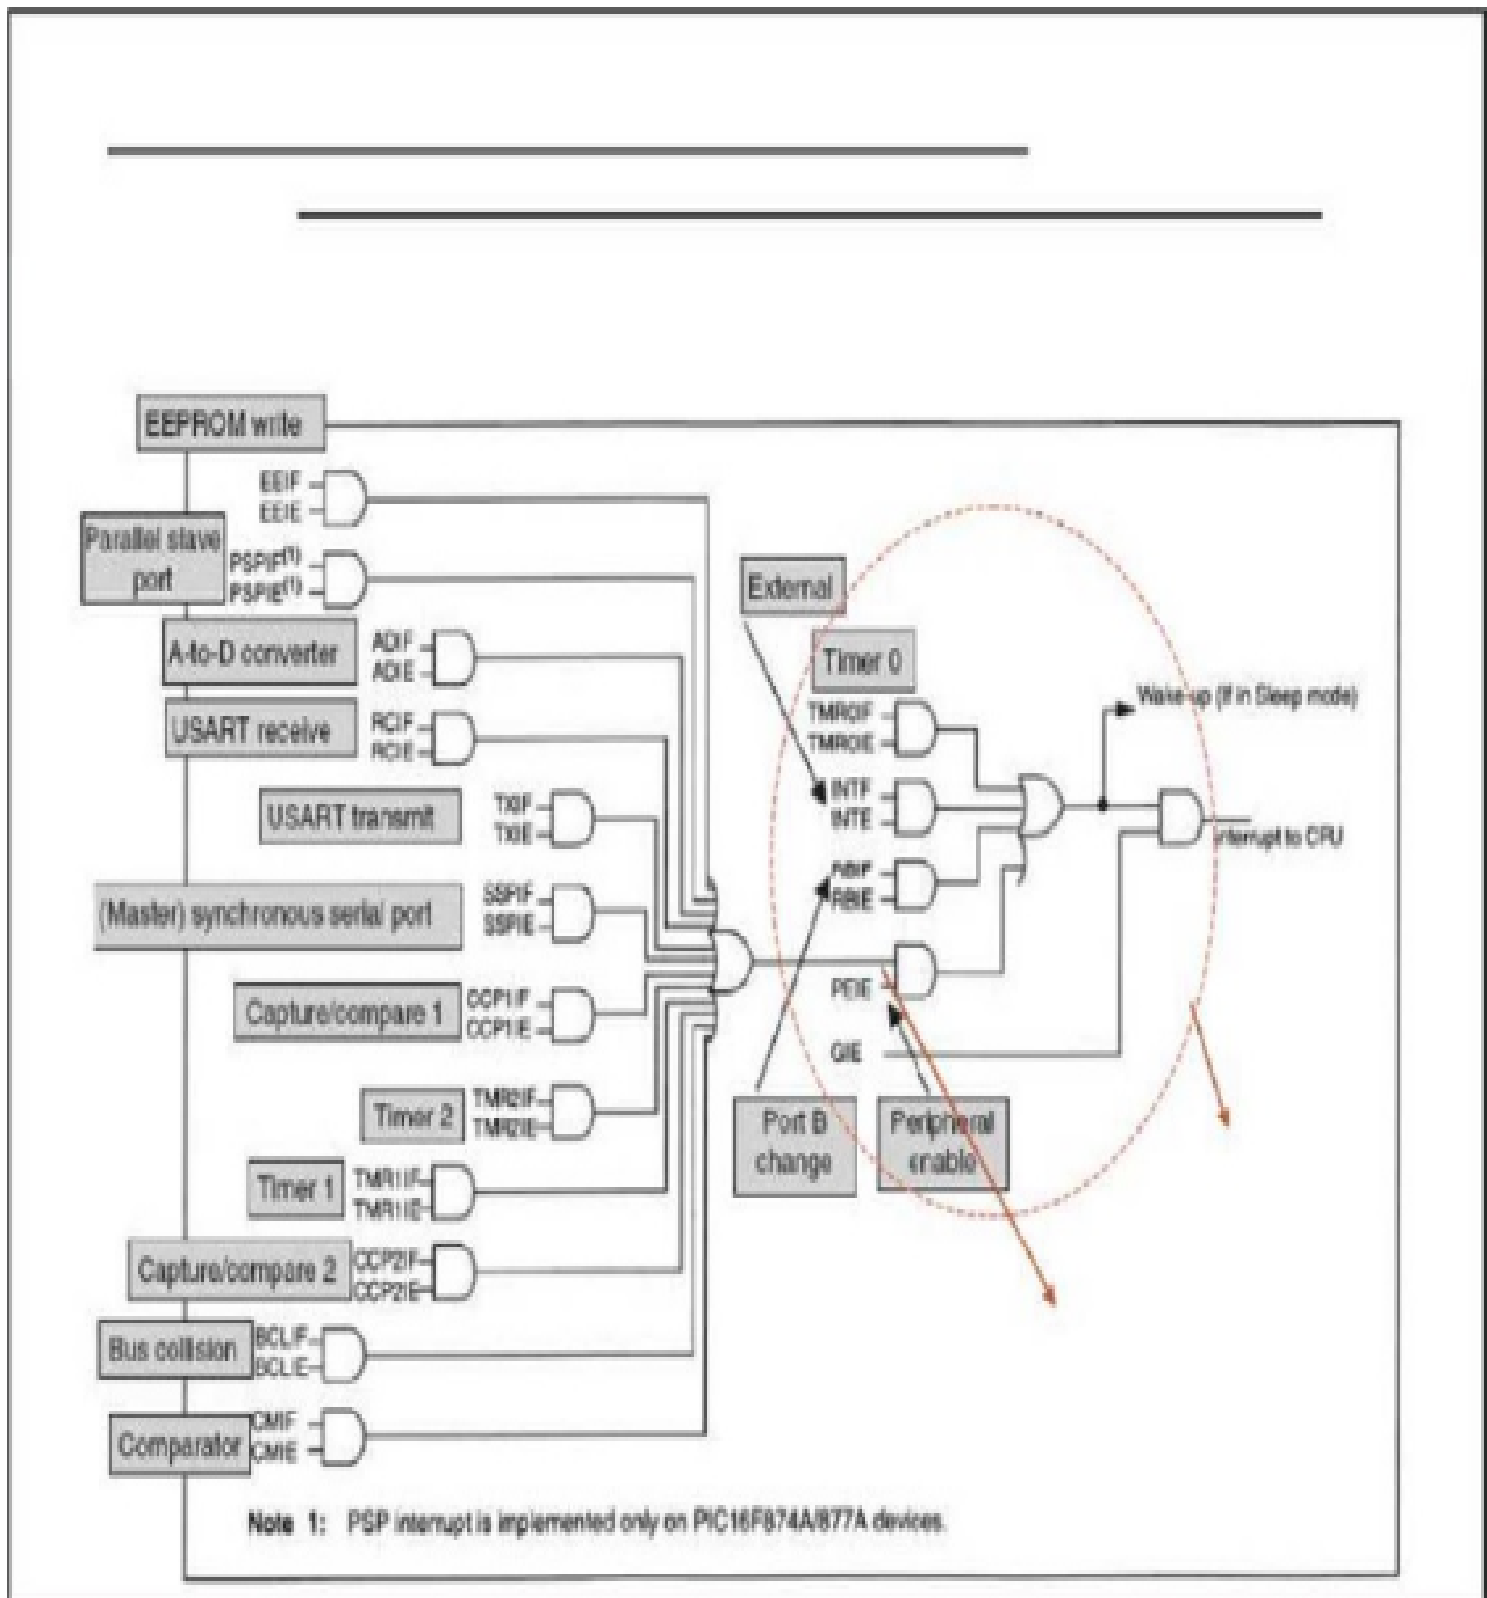 EEPROM write
EEIF
EEIE
Parallel slave
port
PSPIF(1)
PSPIE(1)
A-to-D converter
ADIF
ADIE
USART receive
RCIF
RCIE
USART transmit
TXIF
TXIE
(Master) synchronous serial port
SSPIF
SSPIE
Capture/compare 1
CCP1IF
CCP1IE
Timer 2
TMR2IF
TMR2IE
Timer 1
TMR1IF
TMR1IE
Capture/compare 2
CCP2IF
CCP2IE
Bus collision
BCLIF
BCLIE
Comparator
CMIF
CMIE
External
Timer 0
TMR0IF
TMR0IE
INTF
INTE
RBIF
RBIE
PEIE
GIE
Port B
change
Peripheral
enable
Wake-up (If in Sleep mode)
Interrupt to CPU
Note 1: PSP interrupt is implemented only on PIC16F874A/877A devices.